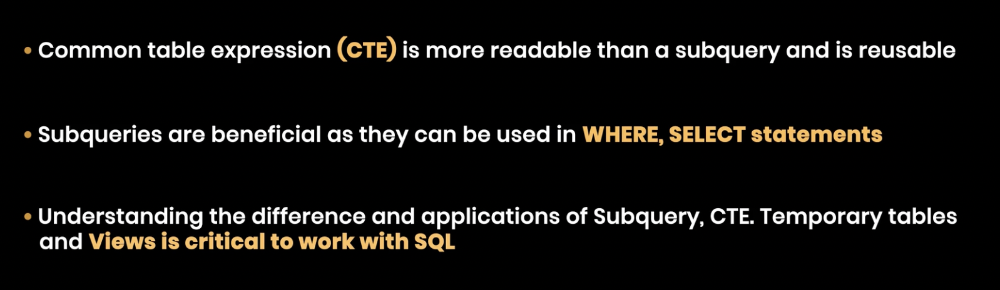 • Common table expression (CTE) is more readable than a subquery and is reusable
• Subqueries are beneficial as they can be used in WHERE, SELECT statements
• Understanding the difference and applications of Subquery, CTE. Temporary tables
and Views is critical to work with SQL